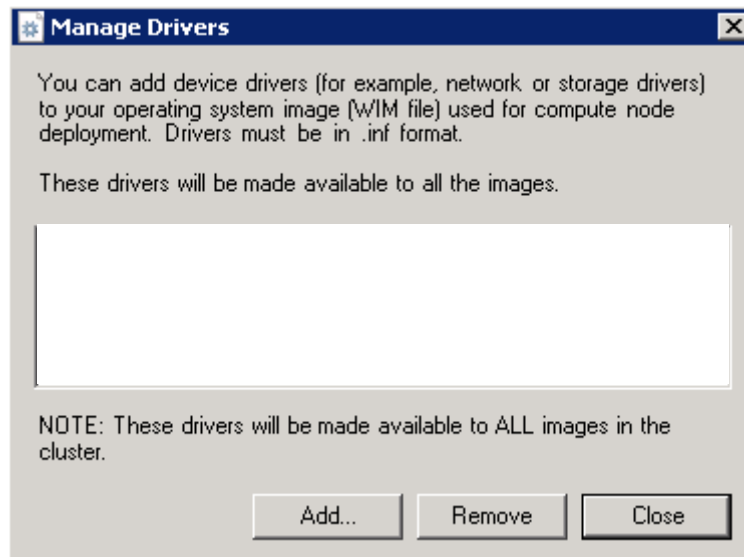 Manage Drivers
You can add device drivers (for example, network or storage drivers)
to your operating system image (WIM file) used for compute node
deployment. Drivers must be in .inf format.
These drivers will be made available to all the images.
NOTE: These drivers will be made available to ALL images in the
cluster.
Add... Remove Close